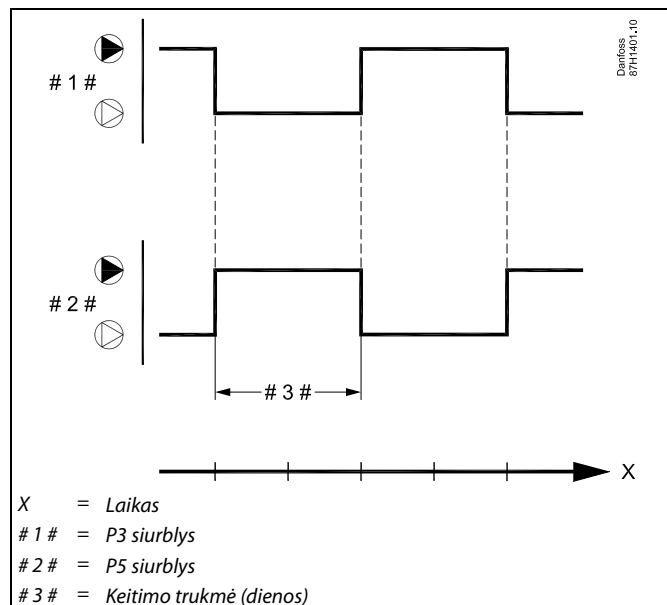 Danfoss
87H1401.10
# 1 #
# 2 #
# 3 #
X
X = Laikas
# 1 # = P3 siurblys
# 2 # = P5 siurblys
# 3 # = Keitimo trukmė (dienos)